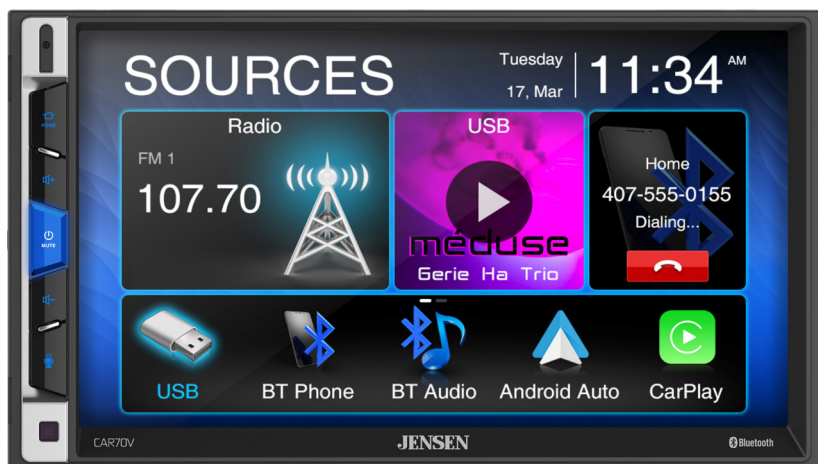 SOURCES
Tuesday
17, Mar
11:34 AM
Radio
FM 1
107.70
USB
méduse
Gerie Ha Trio
Home
407-555-0155
Dialing...
HOME
MUTE
USB
BT Phone
BT Audio
Android Auto
CarPlay
CAR70V
JENSEN
Bluetooth